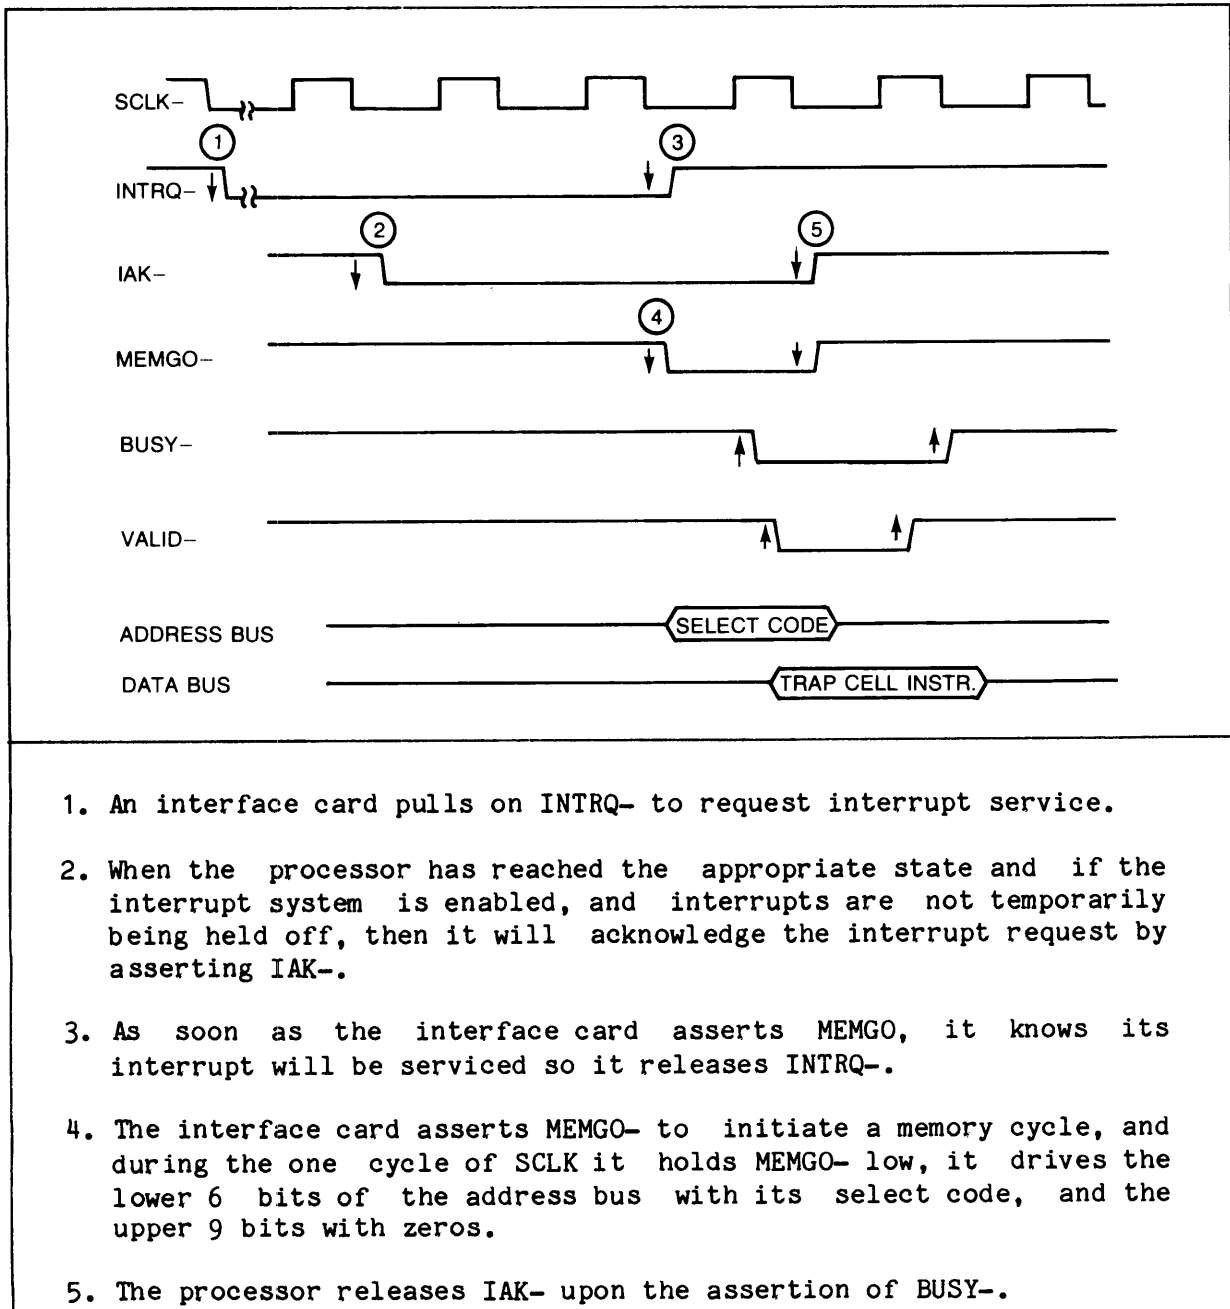 SCLK–
1
3
INTRQ–
2
5
IAK–
4
MEMGO–
BUSY–
VALID–
ADDRESS BUS
SELECT CODE
DATA BUS
TRAP CELL INSTR.
1. An interface card pulls on INTRQ- to request interrupt service.
2. When the processor has reached the appropriate state and if the
interrupt system is enabled, and interrupts are not temporarily
being held off, then it will acknowledge the interrupt request by
asserting IAK-.
3. As soon as the interface card asserts MEMGO, it knows its
interrupt will be serviced so it releases INTRQ-.
4. The interface card asserts MEMGO- to initiate a memory cycle, and
during the one cycle of SCLK it holds MEMGO- low, it drives the
lower 6 bits of the address bus with its select code, and the
upper 9 bits with zeros.
5. The processor releases IAK- upon the assertion of BUSY-.